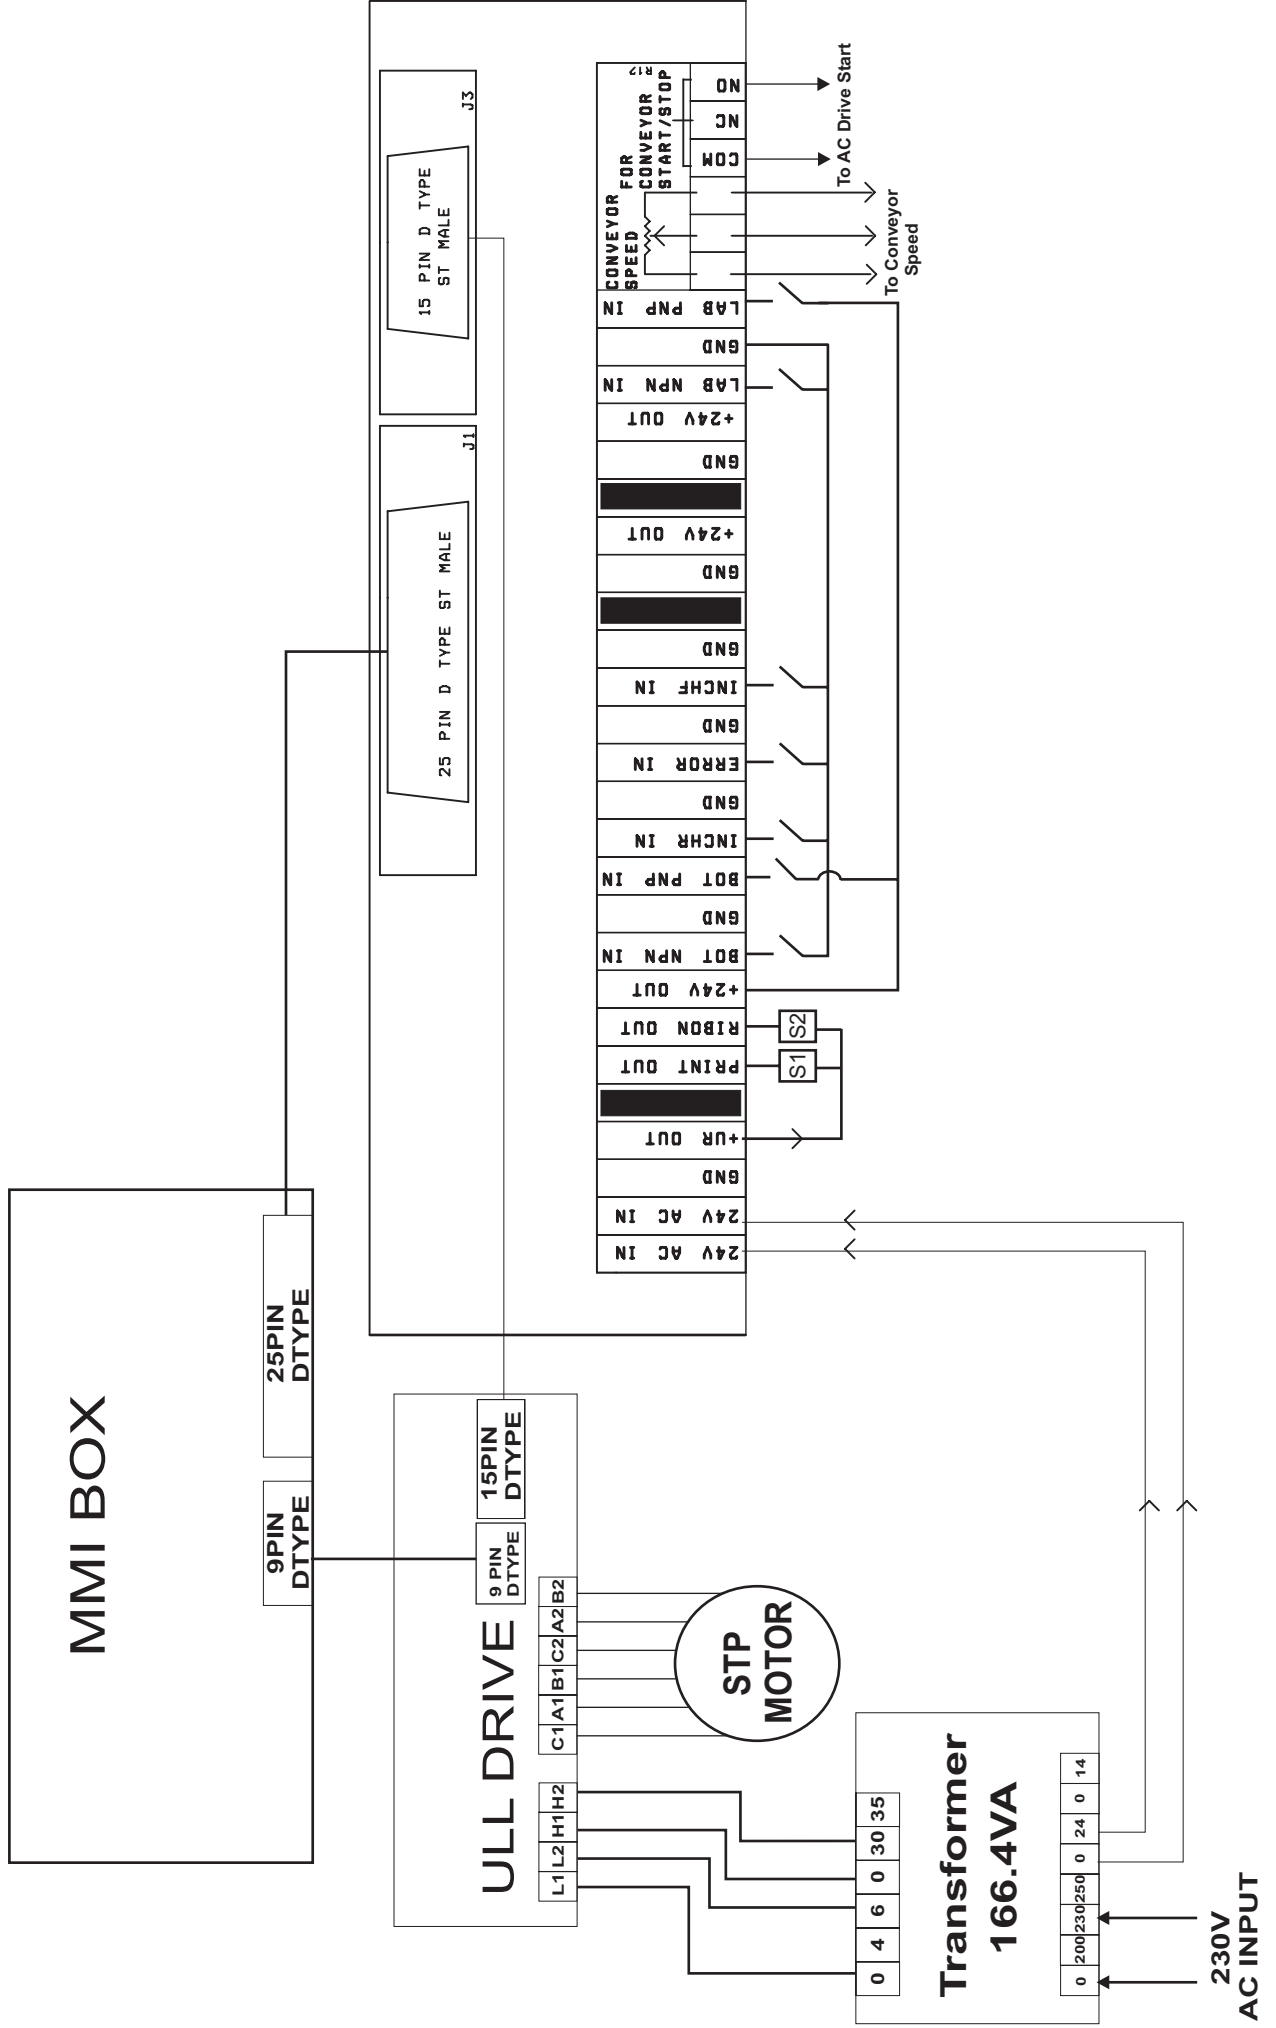 MMI BOX
9PIN
DTYPE
25PIN
DTYPE
J1
25 PIN D TYPE ST MALE
J3
15 PIN D TYPE
ST MALE
ULL DRIVE
9 PIN
DTYPE
15PIN
DTYPE
L1 L2 H1 H2
C1 A1 B1 C2 A2 B2
STP
MOTOR
Transformer
166.4VA
0 4 6 0 30 35
0 200 230 250 0 24 0 14
230V
AC INPUT
24V AC IN
24V AC IN
GND
+UR OUT
PRINT OUT
RIBON OUT
+24V OUT
BOT NPN IN
GND
BOT PNP IN
INCHR IN
GND
ERROR IN
GND
INCHF IN
GND
GND
+24V OUT
GND
+24V OUT
LAB NPN IN
GND
LAB PNP IN
CONVEYOR
SPEED
FOR
CONVEYOR
START/STOP
R17
COM
NC
NO
S1
S2
To Conveyor
Speed
To AC Drive Start